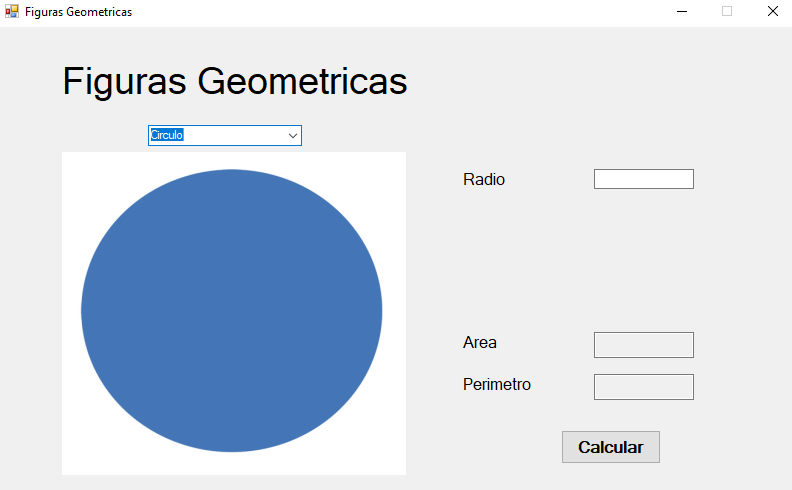 Figuras Geometricas
Figuras Geometricas
Circulo
Radio
Area
Perimetro
Calcular